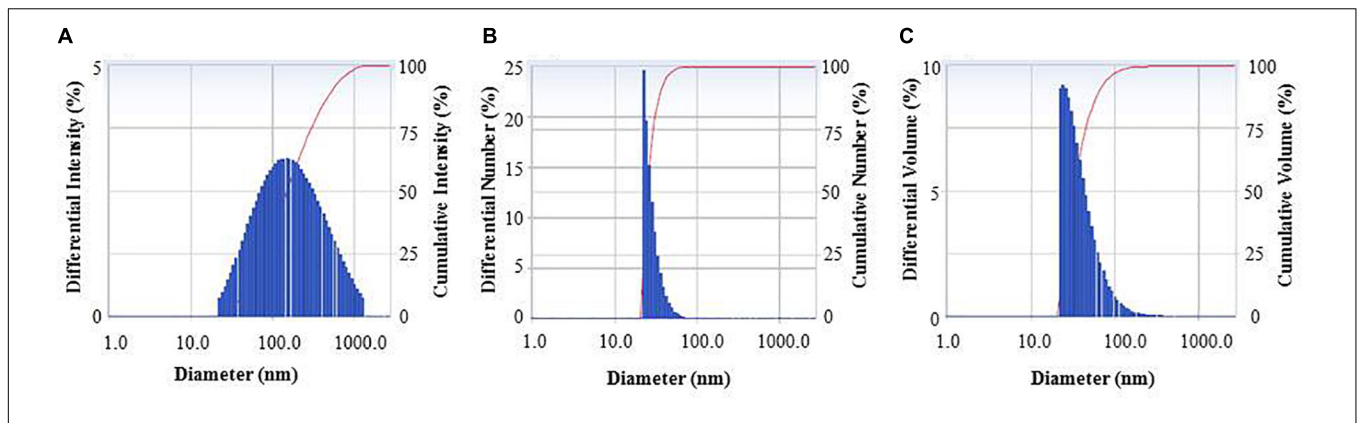 A
Differential Intensity (%)
5
0
100
75
50
25
0
Cumulative Intensity (%)
1.0 10.0 100.0 1000.0
Diameter (nm)
B
Differential Number (%)
25
20
15
10
5
0
100
75
50
25
0
Cumulative Number (%)
1.0 10.0 100.0 1000.0
Diameter (nm)
C
Differential Volume (%)
10
5
0
100
75
50
25
0
Cumulative Volume (%)
1.0 10.0 100.0 1000.0
Diameter (nm)